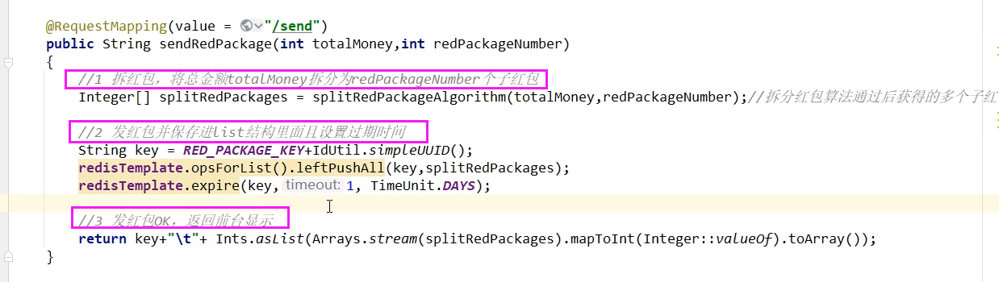 @RequestMapping(value = "/send")
public String sendRedPackage(int totalMoney,int redPackageNumber)
{
//1 拆红包，将总金额totalMoney拆分为redPackageNumber个子红包
Integer[] splitRedPackages = splitRedPackageAlgorithm(totalMoney,redPackageNumber);//拆分红包算法通过后获得的多个子红
//2 发红包并保存进list结构里面且设置过期时间
String key = RED_PACKAGE_KEY+IdUtil.simpleUUID();
redisTemplate.opsForList().leftPushAll(key,splitRedPackages);
redisTemplate.expire(key, timeout: 1, TimeUnit.DAYS);
//3 发红包OK，返回前台显示
return key+"\t"+ Ints.asList(Arrays.stream(splitRedPackages).mapToInt(Integer::valueOf).toArray());
}